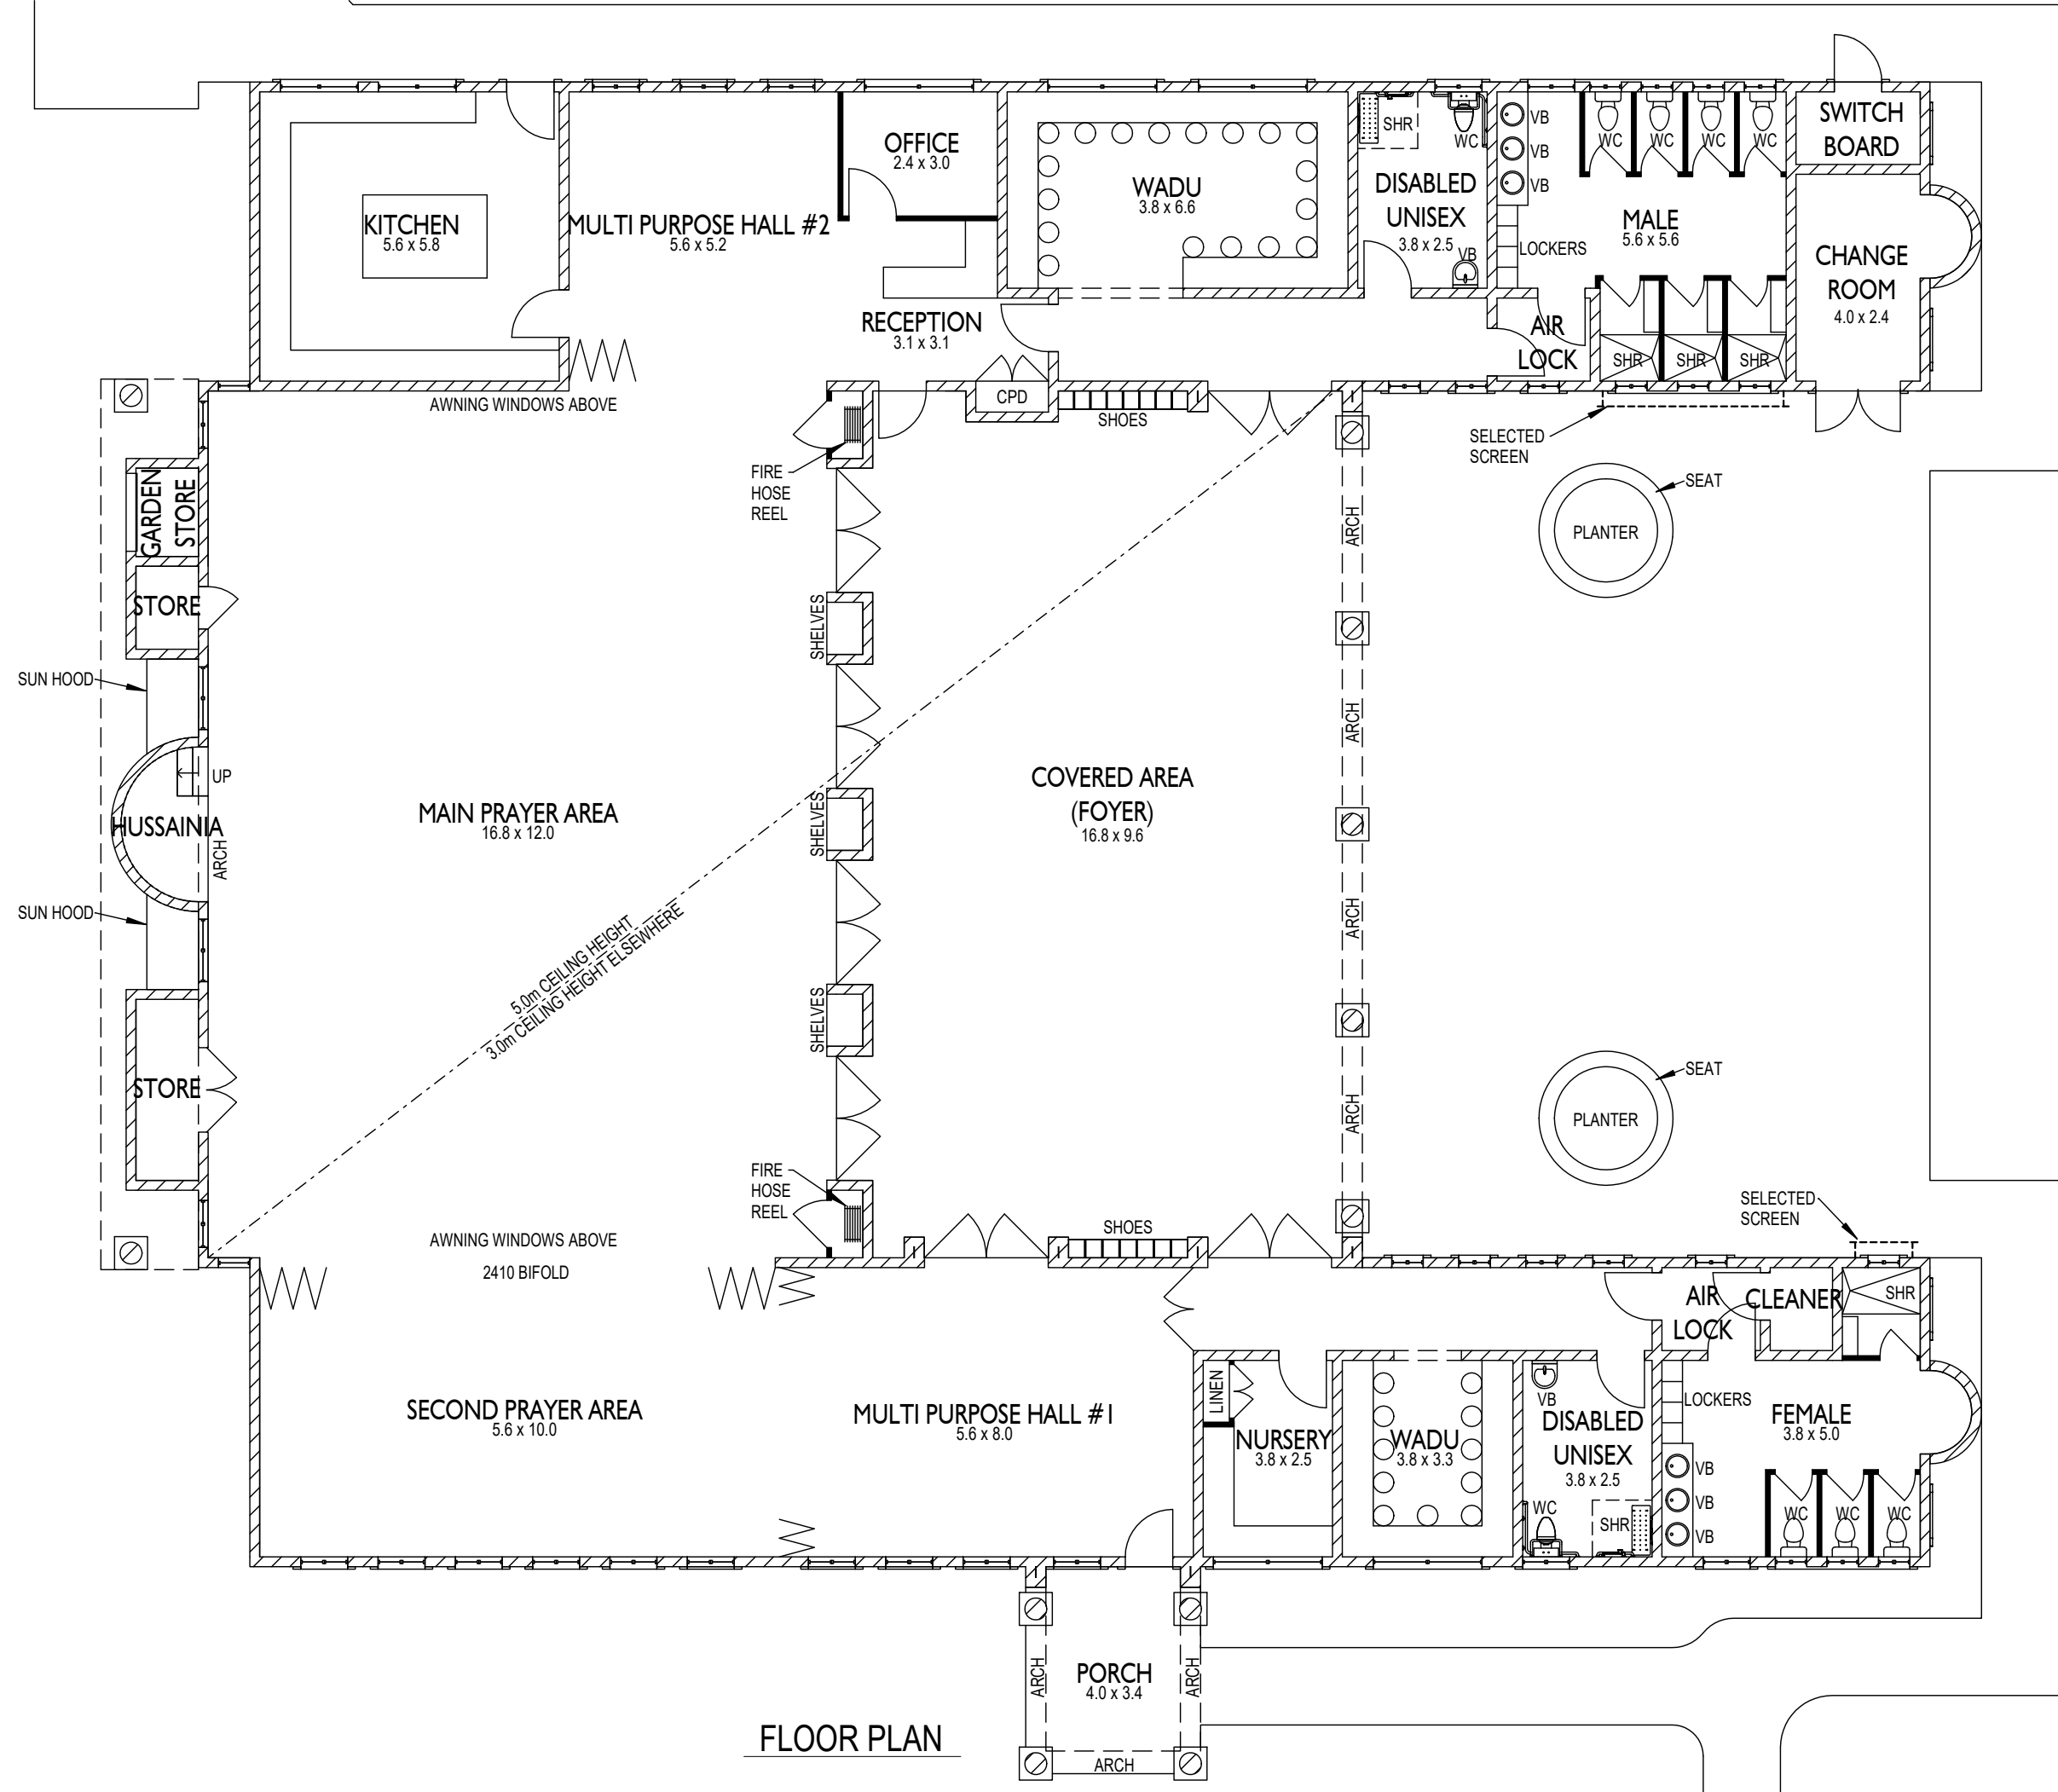 SWITCH
BOARD
OFFICE
2.4 x 3.0
SHR
WC
VB
VB
VB
WC
WC
WC
WC
KITCHEN
5.6 x 5.8
MULTI PURPOSE HALL #2
5.6 x 5.2
WADU
3.8 x 6.6
DISABLED
UNISEX
3.8 x 2.5
VB
LOCKERS
MALE
5.6 x 5.6
CHANGE
ROOM
4.0 x 2.4
RECEPTION
3.1 x 3.1
AIR
LOCK
SHR
SHR
SHR
AWNING WINDOWS ABOVE
CPD
SHOES
SELECTED
SCREEN
FIRE
HOSE
REEL
GARDEN
STORE
ARCH
SEAT
PLANTER
STORE
SHELVES
SUN HOOD
ARCH
UP
HUSSAINIA
ARCH
MAIN PRAYER AREA
16.8 x 12.0
SHELVES
COVERED AREA
(FOYER)
16.8 x 9.6
SUN HOOD
ARCH
5.0m CEILING HEIGHT
3.0m CEILING HEIGHT ELSEWHERE
SHELVES
STORE
ARCH
SEAT
PLANTER
FIRE
HOSE
REEL
SELECTED
SCREEN
AWNING WINDOWS ABOVE
2410 BIFOLD
SHOES
AIR
LOCK
CLEANER
SHR
SECOND PRAYER AREA
5.6 x 10.0
MULTI PURPOSE HALL #1
5.6 x 8.0
LINEN
NURSERY
3.8 x 2.5
WADU
3.8 x 3.3
VB
DISABLED
UNISEX
3.8 x 2.5
WC
SHR
LOCKERS
FEMALE
3.8 x 5.0
VB
VB
VB
WC
WC
WC
ARCH
PORCH
4.0 x 3.4
ARCH
ARCH
FLOOR PLAN